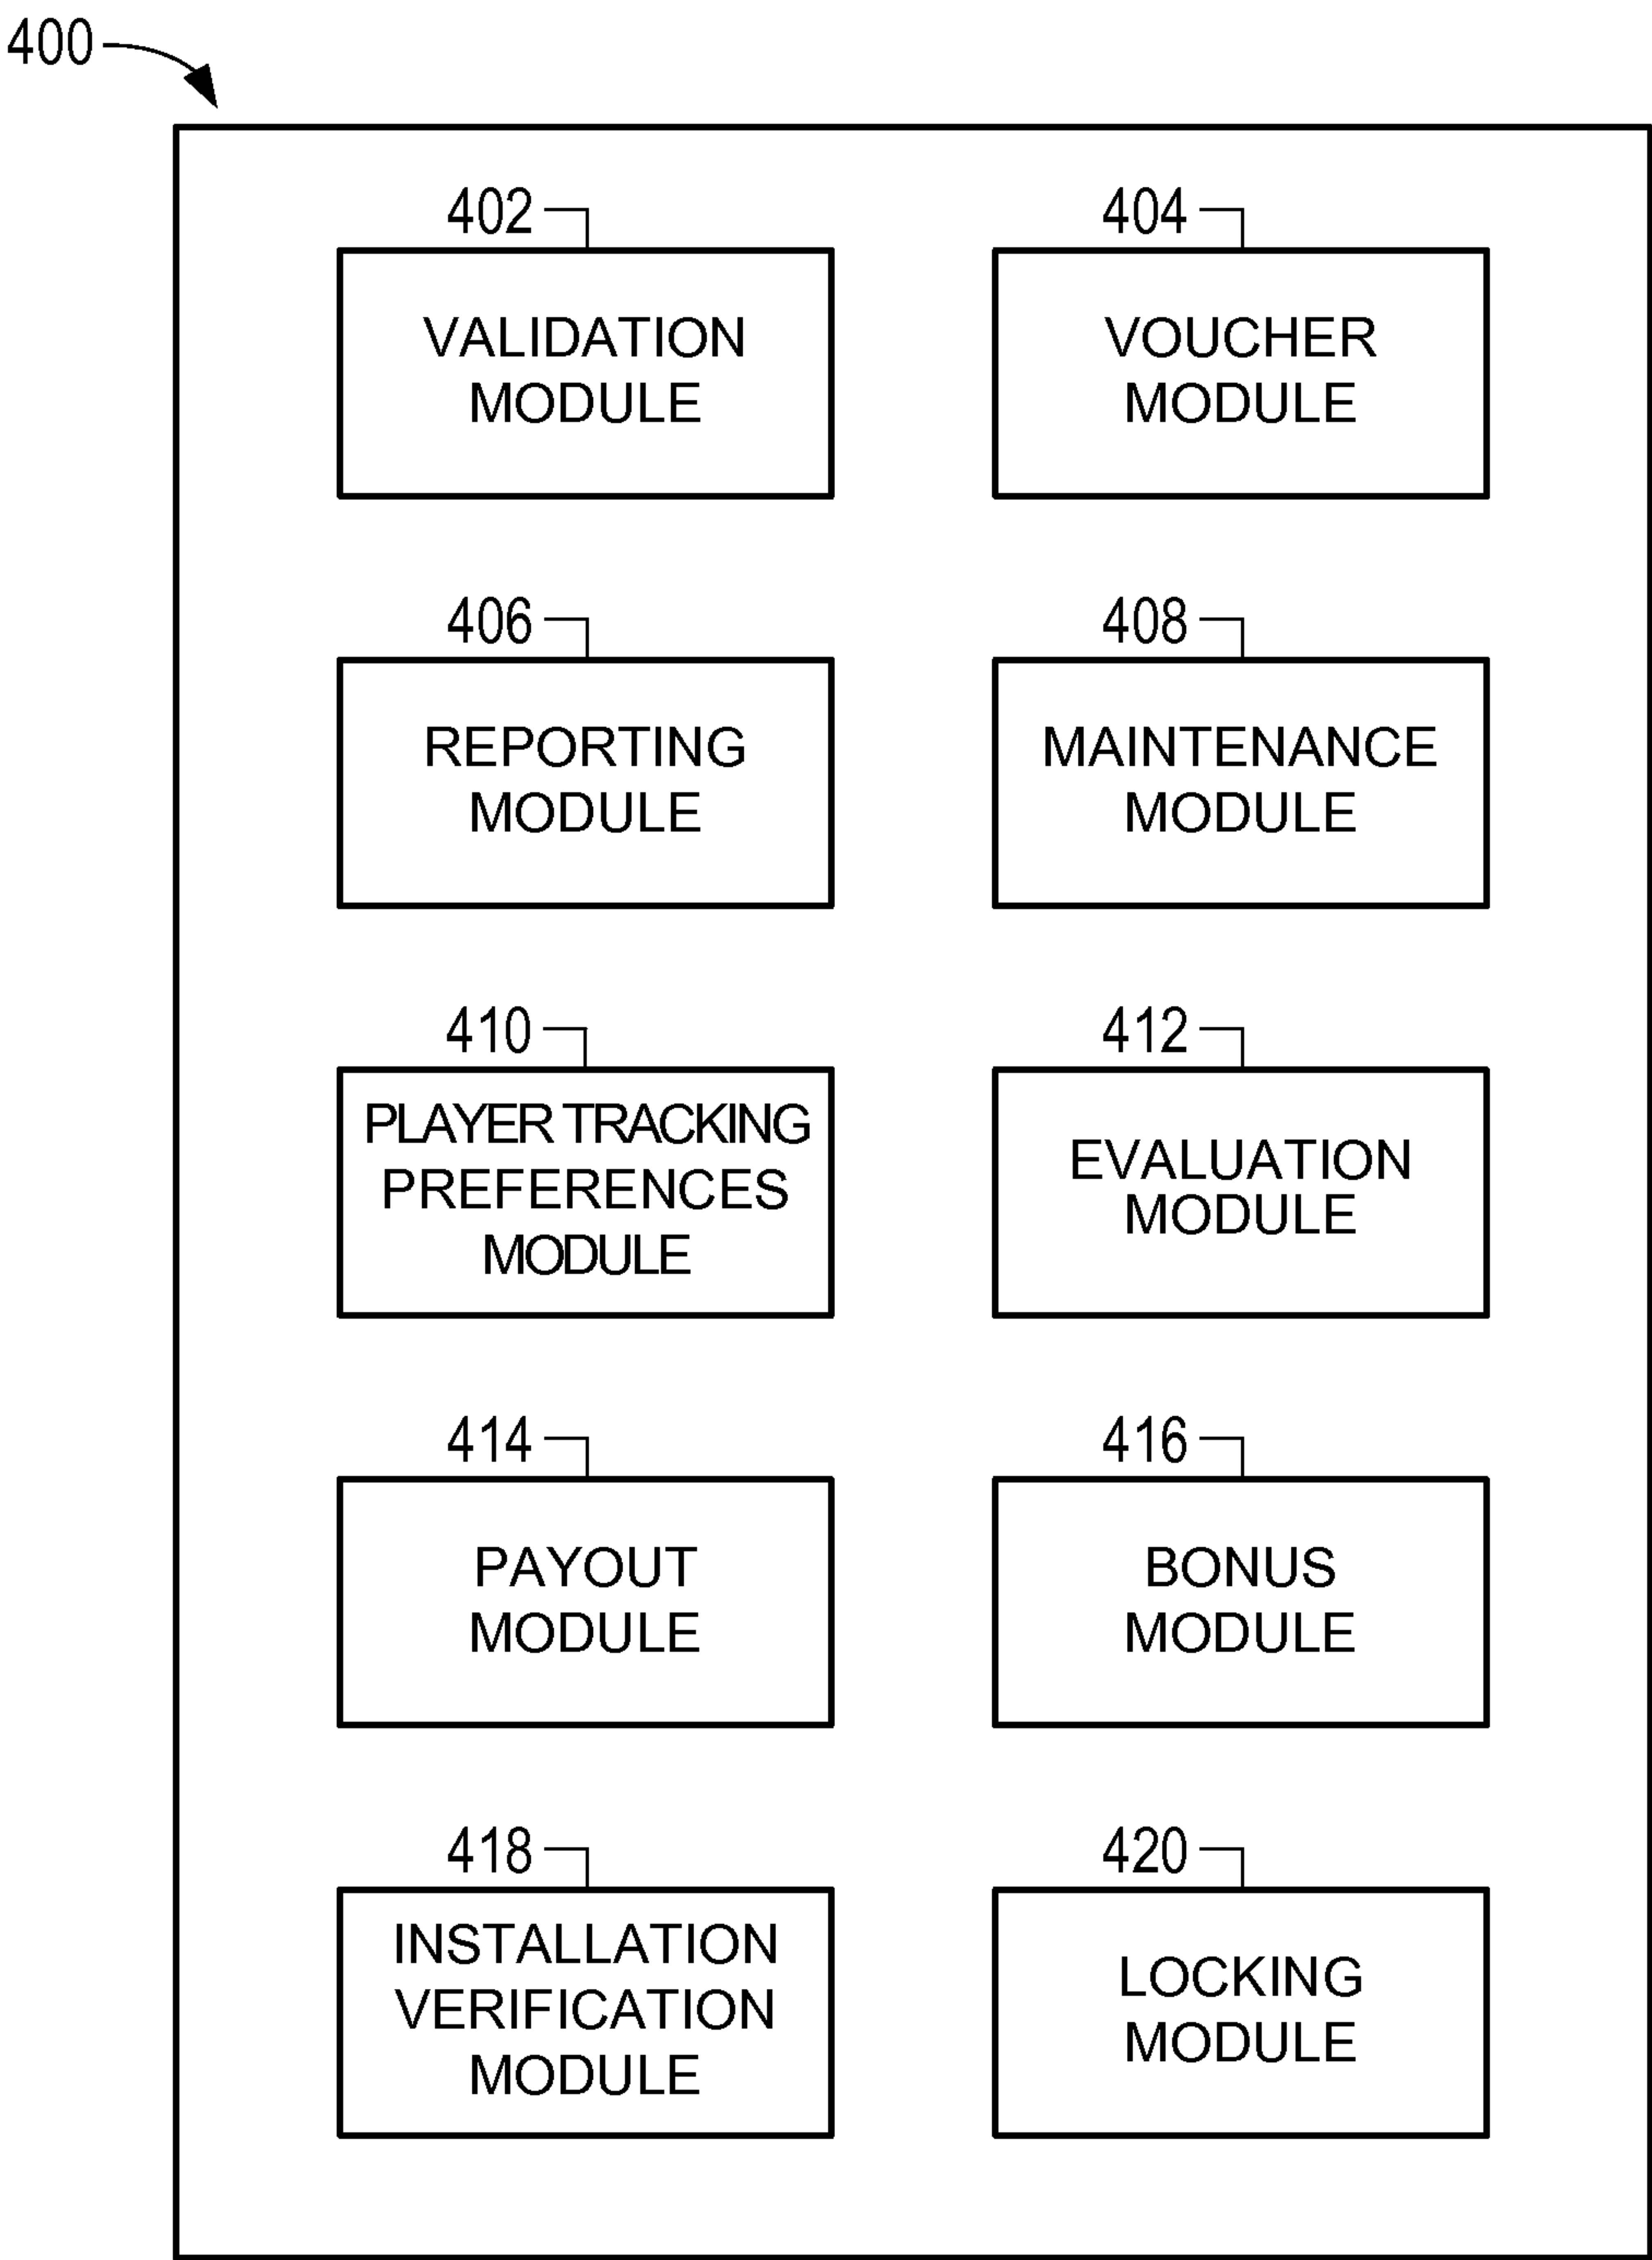 400
402
VALIDATION
MODULE
404
VOUCHER
MODULE
406
REPORTING
MODULE
408
MAINTENANCE
MODULE
410
PLAYER TRACKING
PREFERENCES
MODULE
412
EVALUATION
MODULE
414
PAYOUT
MODULE
416
BONUS
MODULE
418
INSTALLATION
VERIFICATION
MODULE
420
LOCKING
MODULE